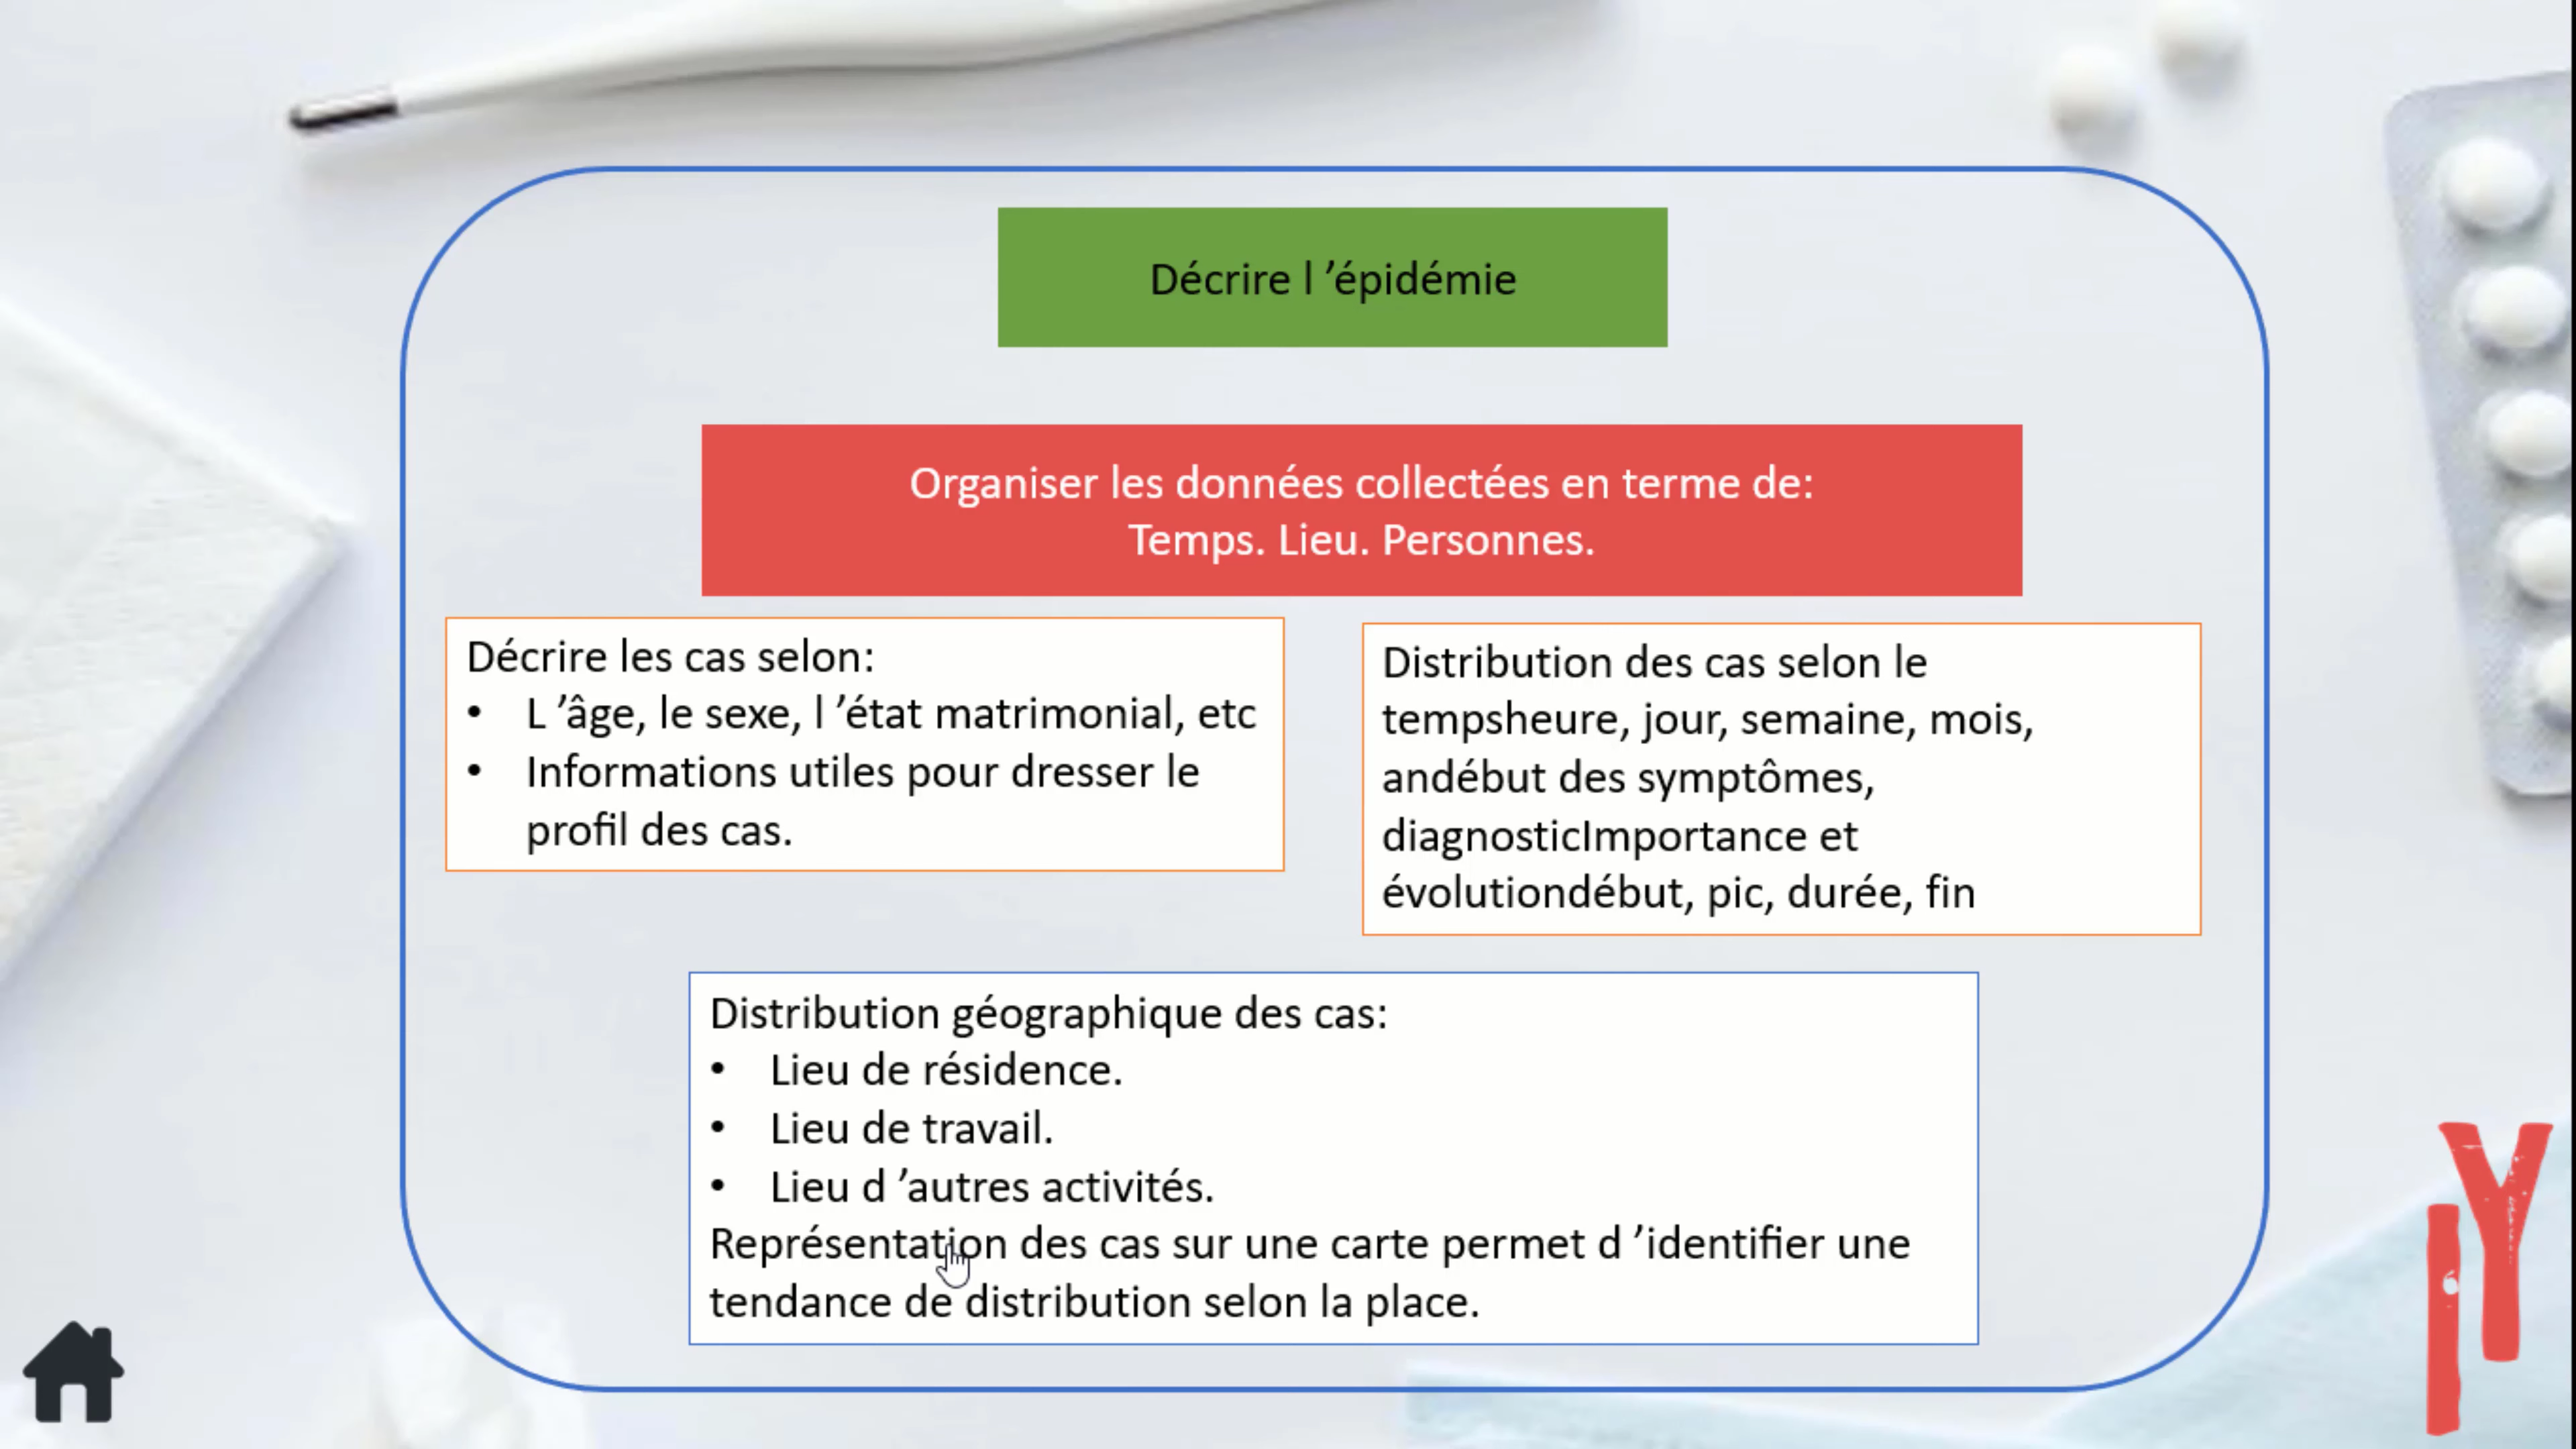 Décrire l ’épidémie
Organiser les données collectées en terme de:
Temps. Lieu. Personnes.
Décrire les cas selon:
• L ’âge, le sexe, l ’état matrimonial, etc
• Informations utiles pour dresser le
profil des cas.
Distribution des cas selon le
tempsheure, jour, semaine, mois,
andébut des symptômes,
diagnosticImportance et
évolutiondébut, pic, durée, fin
Distribution géographique des cas:
• Lieu de résidence.
• Lieu de travail.
• Lieu d ’autres activités.
Représentation des cas sur une carte permet d ’identifier une
tendance de distribution selon la place.